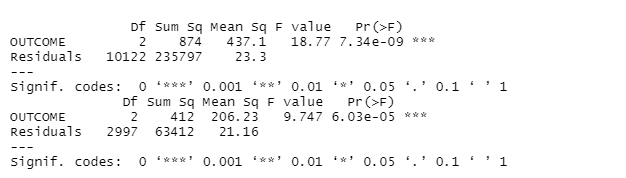 Df Sum Sq Mean Sq F value Pr(>F)
OUTCOME 2 874 437.1 18.77 7.34e-09 ***
Residuals 10122 235797 23.3
---
Signif. codes: 0 ‘***’ 0.001 ‘**’ 0.01 ‘*’ 0.05 ‘.’ 0.1 ‘ ’ 1
Df Sum Sq Mean Sq F value Pr(>F)
OUTCOME 2 412 206.23 9.747 6.03e-05 ***
Residuals 2997 63412 21.16
---
Signif. codes: 0 ‘***’ 0.001 ‘**’ 0.01 ‘*’ 0.05 ‘.’ 0.1 ‘ ’ 1